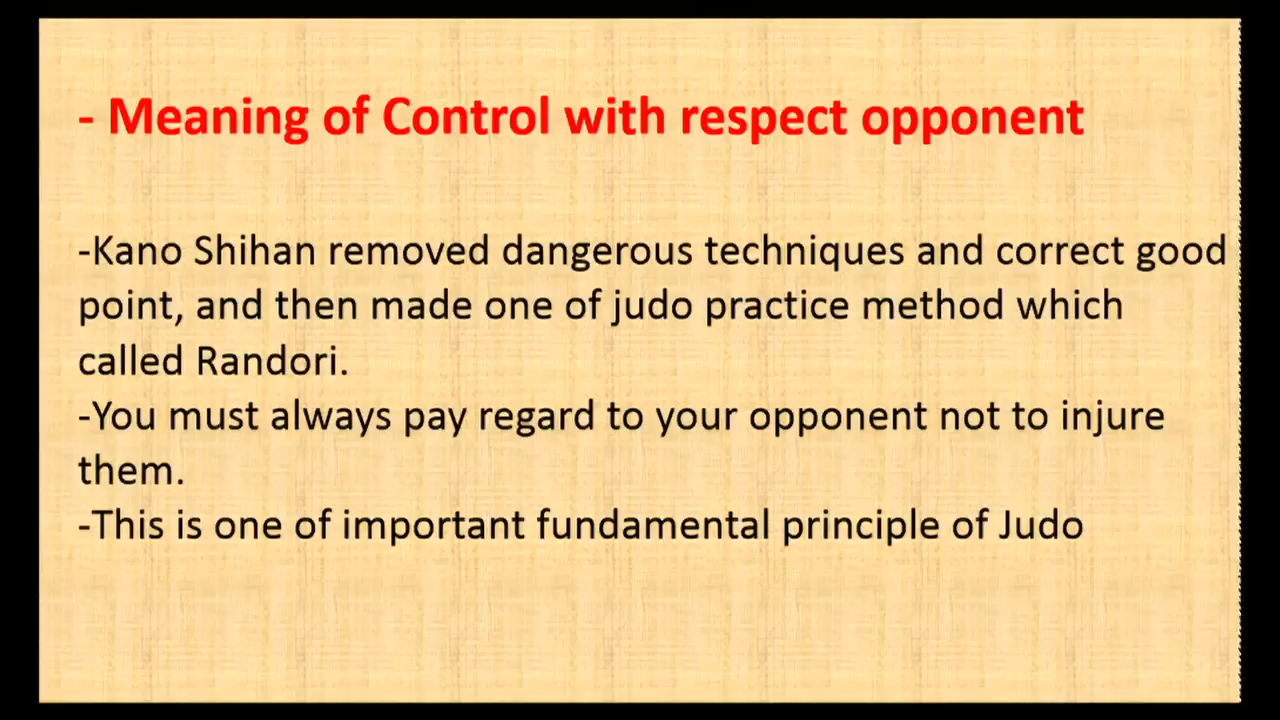 - Meaning of Control with respect opponent
-Kano Shihan removed dangerous techniques and correct good
point, and then made one of judo practice method which
called Randori.
-You must always pay regard to your opponent not to injure
them.
-This is one of important fundamental principle of Judo